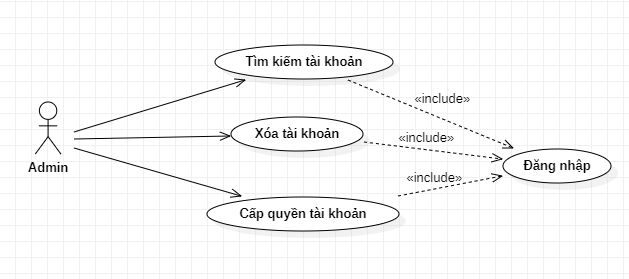 Tìm kiếm tài khoản
«include»
Xóa tài khoản
«include»
Admin
Đăng nhập
«include»
Cấp quyền tài khoản